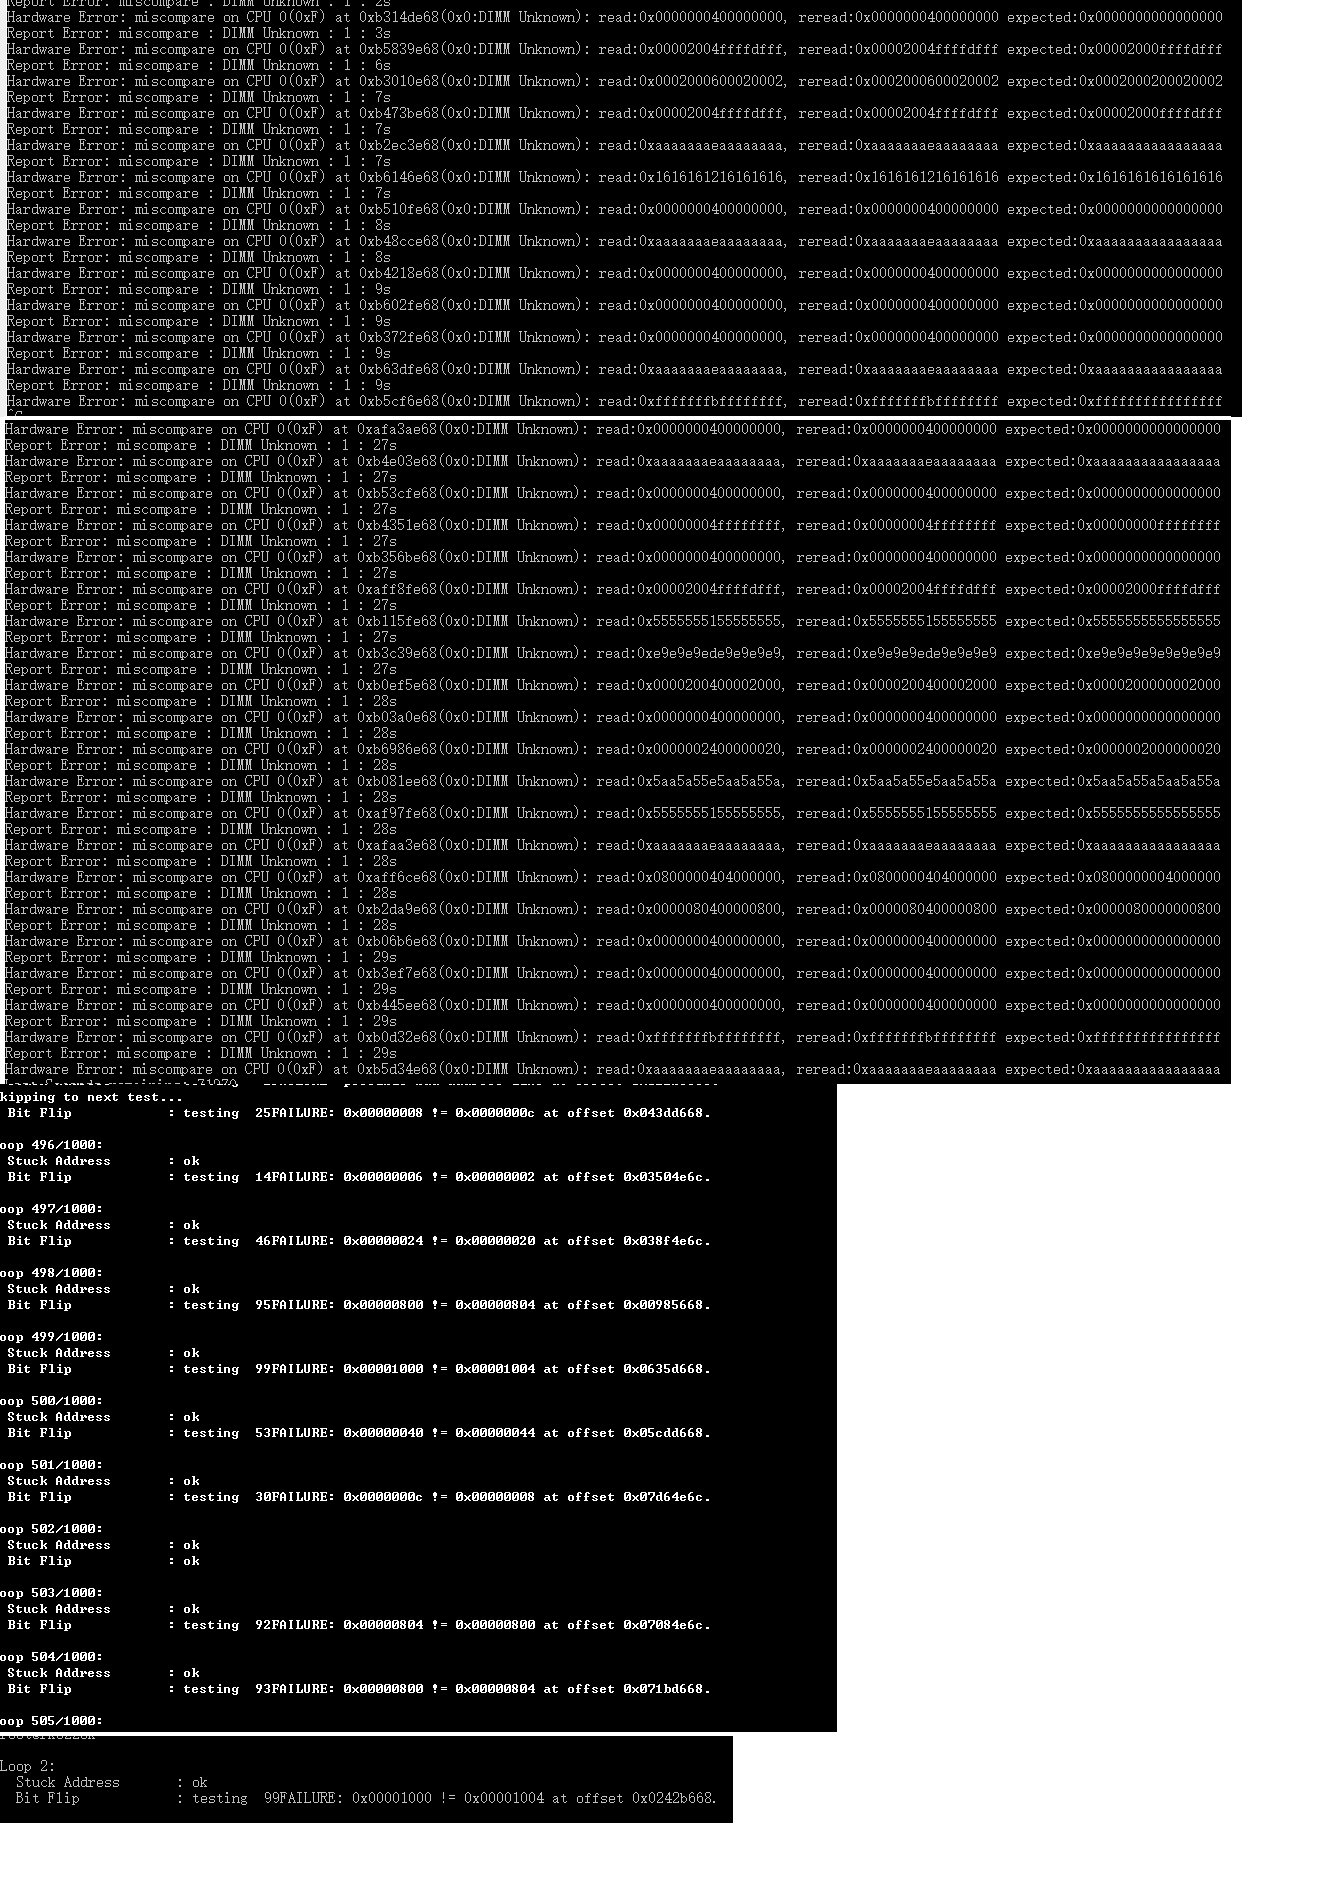 Report Error: miscompare : DIMM Unknown : 1 : 2s
Hardware Error: miscompare on CPU 0(0xF) at 0xb314de68(0x0:DIMM Unknown): read:0x0000000400000000, reread:0x0000000400000000 expected:0x0000000000000000
Report Error: miscompare : DIMM Unknown : 1 : 3s
Hardware Error: miscompare on CPU 0(0xF) at 0xb5839e68(0x0:DIMM Unknown): read:0x00002004ffffdfff, reread:0x00002004ffffdfff expected:0x00002000ffffdfff
Report Error: miscompare : DIMM Unknown : 1 : 6s
Hardware Error: miscompare on CPU 0(0xF) at 0xb3010e68(0x0:DIMM Unknown): read:0x0002000600020002, reread:0x0002000600020002 expected:0x0002000200020002
Report Error: miscompare : DIMM Unknown : 1 : 7s
Hardware Error: miscompare on CPU 0(0xF) at 0xb473be68(0x0:DIMM Unknown): read:0x00002004ffffdfff, reread:0x00002004ffffdfff expected:0x00002000ffffdfff
Report Error: miscompare : DIMM Unknown : 1 : 7s
Hardware Error: miscompare on CPU 0(0xF) at 0xb2ec3e68(0x0:DIMM Unknown): read:0xaaaaaaaeaaaaaaaa, reread:0xaaaaaaaeaaaaaaaa expected:0xaaaaaaaaaaaaaaaa
Report Error: miscompare : DIMM Unknown : 1 : 7s
Hardware Error: miscompare on CPU 0(0xF) at 0xb6146e68(0x0:DIMM Unknown): read:0x1616161216161616, reread:0x1616161216161616 expected:0x1616161616161616
Report Error: miscompare : DIMM Unknown : 1 : 7s
Hardware Error: miscompare on CPU 0(0xF) at 0xb510fe68(0x0:DIMM Unknown): read:0x0000000400000000, reread:0x0000000400000000 expected:0x0000000000000000
Report Error: miscompare : DIMM Unknown : 1 : 8s
Hardware Error: miscompare on CPU 0(0xF) at 0xb48cce68(0x0:DIMM Unknown): read:0xaaaaaaaeaaaaaaaa, reread:0xaaaaaaaeaaaaaaaa expected:0xaaaaaaaaaaaaaaaa
Report Error: miscompare : DIMM Unknown : 1 : 8s
Hardware Error: miscompare on CPU 0(0xF) at 0xb4218e68(0x0:DIMM Unknown): read:0x0000000400000000, reread:0x0000000400000000 expected:0x0000000000000000
Report Error: miscompare : DIMM Unknown : 1 : 9s
Hardware Error: miscompare on CPU 0(0xF) at 0xb602fe68(0x0:DIMM Unknown): read:0x0000000400000000, reread:0x0000000400000000 expected:0x0000000000000000
Report Error: miscompare : DIMM Unknown : 1 : 9s
Hardware Error: miscompare on CPU 0(0xF) at 0xb372fe68(0x0:DIMM Unknown): read:0x0000000400000000, reread:0x0000000400000000 expected:0x0000000000000000
Report Error: miscompare : DIMM Unknown : 1 : 9s
Hardware Error: miscompare on CPU 0(0xF) at 0xb63dfe68(0x0:DIMM Unknown): read:0xaaaaaaaeaaaaaaaa, reread:0xaaaaaaaeaaaaaaaa expected:0xaaaaaaaaaaaaaaaa
Report Error: miscompare : DIMM Unknown : 1 : 9s
Hardware Error: miscompare on CPU 0(0xF) at 0xb5cf6e68(0x0:DIMM Unknown): read:0xfffffffbffffffff, reread:0xfffffffbffffffff expected:0xffffffffffffffff
Hardware Error: miscompare on CPU 0(0xF) at 0xafa3ae68(0x0:DIMM Unknown): read:0x0000000400000000, reread:0x0000000400000000 expected:0x0000000000000000
Report Error: miscompare : DIMM Unknown : 1 : 27s
Hardware Error: miscompare on CPU 0(0xF) at 0xb4e03e68(0x0:DIMM Unknown): read:0xaaaaaaaeaaaaaaaa, reread:0xaaaaaaaeaaaaaaaa expected:0xaaaaaaaaaaaaaaaa
Report Error: miscompare : DIMM Unknown : 1 : 27s
Hardware Error: miscompare on CPU 0(0xF) at 0xb53cfe68(0x0:DIMM Unknown): read:0x0000000400000000, reread:0x0000000400000000 expected:0x0000000000000000
Report Error: miscompare : DIMM Unknown : 1 : 27s
Hardware Error: miscompare on CPU 0(0xF) at 0xb4351e68(0x0:DIMM Unknown): read:0x00000004ffffffff, reread:0x00000004ffffffff expected:0x00000000ffffffff
Report Error: miscompare : DIMM Unknown : 1 : 27s
Hardware Error: miscompare on CPU 0(0xF) at 0xb356be68(0x0:DIMM Unknown): read:0x0000000400000000, reread:0x0000000400000000 expected:0x0000000000000000
Report Error: miscompare : DIMM Unknown : 1 : 27s
Hardware Error: miscompare on CPU 0(0xF) at 0xaff8fe68(0x0:DIMM Unknown): read:0x00002004ffffdfff, reread:0x00002004ffffdfff expected:0x00002000ffffdfff
Report Error: miscompare : DIMM Unknown : 1 : 27s
Hardware Error: miscompare on CPU 0(0xF) at 0xb115fe68(0x0:DIMM Unknown): read:0x5555555155555555, reread:0x5555555155555555 expected:0x5555555555555555
Report Error: miscompare : DIMM Unknown : 1 : 27s
Hardware Error: miscompare on CPU 0(0xF) at 0xb3c39e68(0x0:DIMM Unknown): read:0xe9e9e9ede9e9e9e9, reread:0xe9e9e9ede9e9e9e9 expected:0xe9e9e9e9e9e9e9e9
Report Error: miscompare : DIMM Unknown : 1 : 27s
Hardware Error: miscompare on CPU 0(0xF) at 0xb0ef5e68(0x0:DIMM Unknown): read:0x0000200400002000, reread:0x0000200400002000 expected:0x0000200000002000
Report Error: miscompare : DIMM Unknown : 1 : 28s
Hardware Error: miscompare on CPU 0(0xF) at 0xb03a0e68(0x0:DIMM Unknown): read:0x0000000400000000, reread:0x0000000400000000 expected:0x0000000000000000
Report Error: miscompare : DIMM Unknown : 1 : 28s
Hardware Error: miscompare on CPU 0(0xF) at 0xb6986e68(0x0:DIMM Unknown): read:0x0000002400000020, reread:0x0000002400000020 expected:0x0000002000000020
Report Error: miscompare : DIMM Unknown : 1 : 28s
Hardware Error: miscompare on CPU 0(0xF) at 0xb081ee68(0x0:DIMM Unknown): read:0x5aa5a55e5aa5a55a, reread:0x5aa5a55e5aa5a55a expected:0x5aa5a55a5aa5a55a
Report Error: miscompare : DIMM Unknown : 1 : 28s
Hardware Error: miscompare on CPU 0(0xF) at 0xaf97fe68(0x0:DIMM Unknown): read:0x5555555155555555, reread:0x5555555155555555 expected:0x5555555555555555
Report Error: miscompare : DIMM Unknown : 1 : 28s
Hardware Error: miscompare on CPU 0(0xF) at 0xafaa3e68(0x0:DIMM Unknown): read:0xaaaaaaaeaaaaaaaa, reread:0xaaaaaaaeaaaaaaaa expected:0xaaaaaaaaaaaaaaaa
Report Error: miscompare : DIMM Unknown : 1 : 28s
Hardware Error: miscompare on CPU 0(0xF) at 0xaff6ce68(0x0:DIMM Unknown): read:0x0800000404000000, reread:0x0800000404000000 expected:0x0800000004000000
Report Error: miscompare : DIMM Unknown : 1 : 28s
Hardware Error: miscompare on CPU 0(0xF) at 0xb2da9e68(0x0:DIMM Unknown): read:0x0000080400000800, reread:0x0000080400000800 expected:0x0000080000000800
Report Error: miscompare : DIMM Unknown : 1 : 28s
Hardware Error: miscompare on CPU 0(0xF) at 0xb06b6e68(0x0:DIMM Unknown): read:0x0000000400000000, reread:0x0000000400000000 expected:0x0000000000000000
Report Error: miscompare : DIMM Unknown : 1 : 29s
Hardware Error: miscompare on CPU 0(0xF) at 0xb3ef7e68(0x0:DIMM Unknown): read:0x0000000400000000, reread:0x0000000400000000 expected:0x0000000000000000
Report Error: miscompare : DIMM Unknown : 1 : 29s
Hardware Error: miscompare on CPU 0(0xF) at 0xb445ee68(0x0:DIMM Unknown): read:0x0000000400000000, reread:0x0000000400000000 expected:0x0000000000000000
Report Error: miscompare : DIMM Unknown : 1 : 29s
Hardware Error: miscompare on CPU 0(0xF) at 0xb0d32e68(0x0:DIMM Unknown): read:0xfffffffbffffffff, reread:0xfffffffbffffffff expected:0xffffffffffffffff
Report Error: miscompare : DIMM Unknown : 1 : 29s
Hardware Error: miscompare on CPU 0(0xF) at 0xb5d34e68(0x0:DIMM Unknown): read:0xaaaaaaaeaaaaaaaa, reread:0xaaaaaaaeaaaaaaaa expected:0xaaaaaaaaaaaaaaaa
kipping to next test...
Bit Flip : testing 25FAILURE: 0x00000008 != 0x0000000c at offset 0x043dd668.
oop 496/1000:
Stuck Address : ok
Bit Flip : testing 14FAILURE: 0x00000006 != 0x00000002 at offset 0x03504e6c.
oop 497/1000:
Stuck Address : ok
Bit Flip : testing 46FAILURE: 0x00000024 != 0x00000020 at offset 0x038f4e6c.
oop 498/1000:
Stuck Address : ok
Bit Flip : testing 95FAILURE: 0x00000800 != 0x00000804 at offset 0x00985668.
oop 499/1000:
Stuck Address : ok
Bit Flip : testing 99FAILURE: 0x00001000 != 0x00001004 at offset 0x0635d668.
oop 500/1000:
Stuck Address : ok
Bit Flip : testing 53FAILURE: 0x00000040 != 0x00000044 at offset 0x05cdd668.
oop 501/1000:
Stuck Address : ok
Bit Flip : testing 30FAILURE: 0x0000000c != 0x00000008 at offset 0x07d64e6c.
oop 502/1000:
Stuck Address : ok
Bit Flip : ok
oop 503/1000:
Stuck Address : ok
Bit Flip : testing 92FAILURE: 0x00000804 != 0x00000800 at offset 0x07084e6c.
oop 504/1000:
Stuck Address : ok
Bit Flip : testing 93FAILURE: 0x00000800 != 0x00000804 at offset 0x071bd668.
oop 505/1000:
Loop 2:
Stuck Address : ok
Bit Flip : testing 99FAILURE: 0x00001000 != 0x00001004 at offset 0x0242b668.